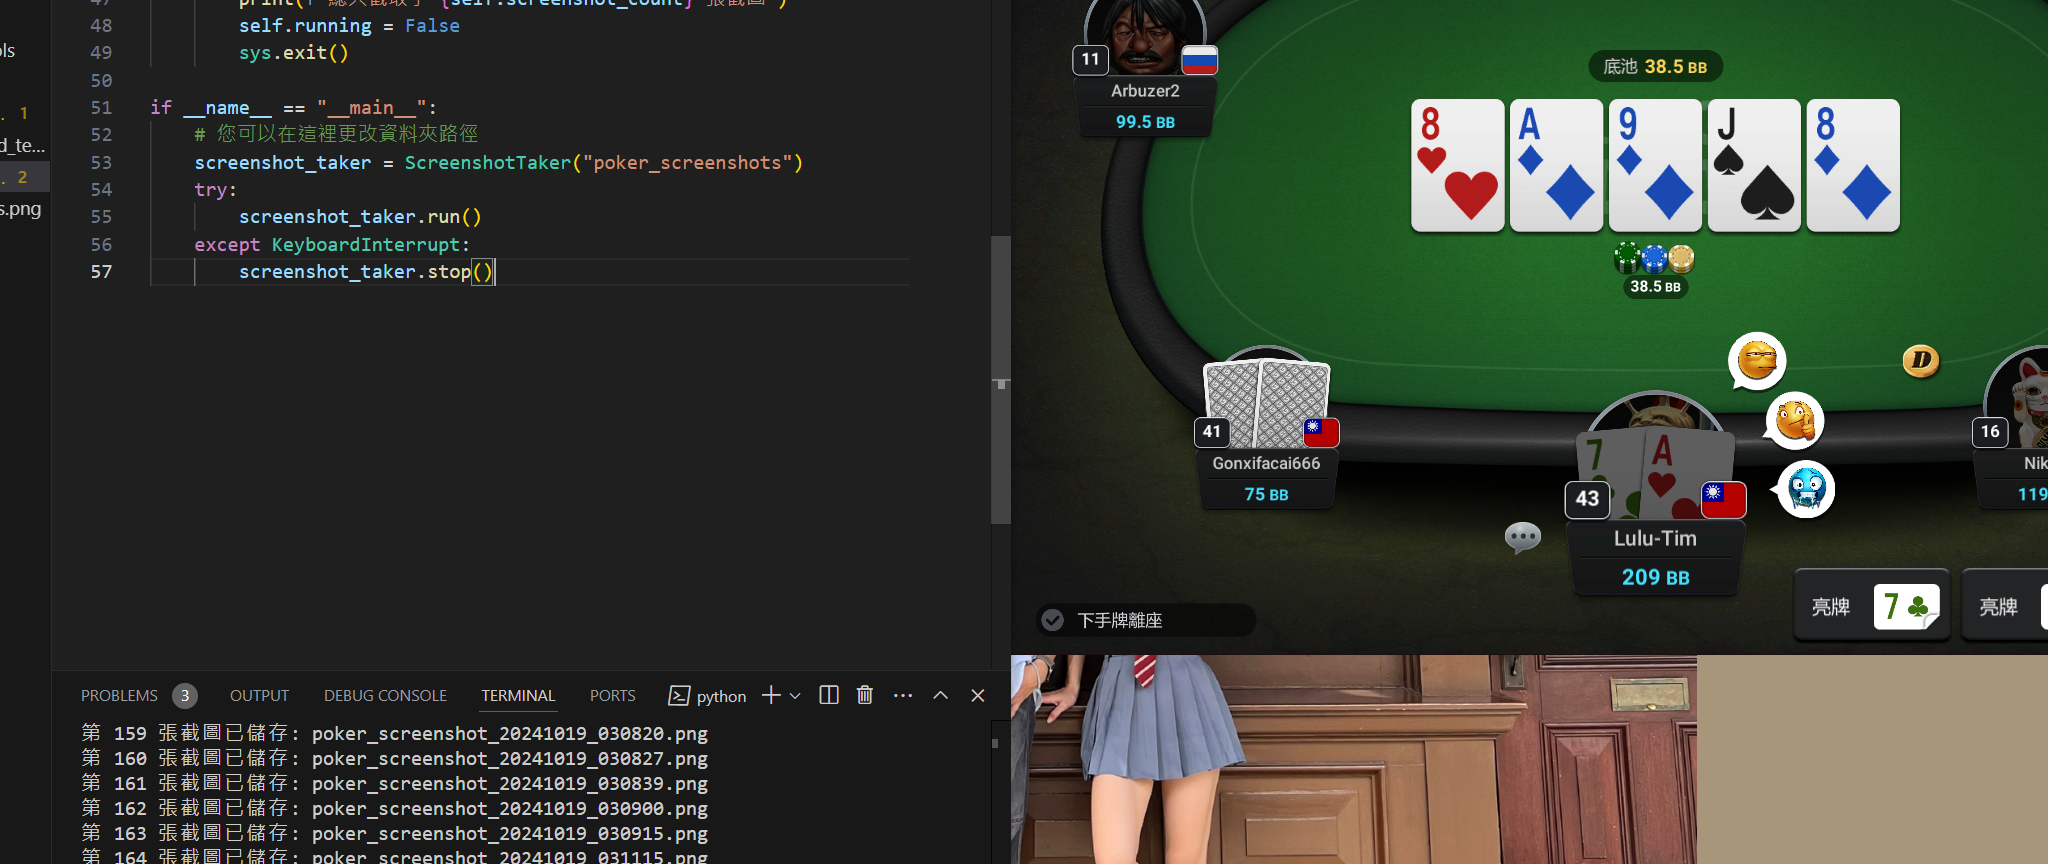 47 print(f"總共截取了 {self.screenshot_count} 張截圖")
48 self.running = False
49 sys.exit()
50
51 if __name__ == "__main__":
52 # 您可以在這裡更改資料夾路徑
53 screenshot_taker = ScreenshotTaker("poker_screenshots")
54 try:
55 screenshot_taker.run()
56 except KeyboardInterrupt:
57 screenshot_taker.stop()
ols
. 1
d_te...
. 2
s.png
PROBLEMS 3 OUTPUT DEBUG CONSOLE TERMINAL PORTS python
第 159 張截圖已儲存: poker_screenshot_20241019_030820.png
第 160 張截圖已儲存: poker_screenshot_20241019_030827.png
第 161 張截圖已儲存: poker_screenshot_20241019_030839.png
第 162 張截圖已儲存: poker_screenshot_20241019_030900.png
第 163 張截圖已儲存: poker_screenshot_20241019_030915.png
第 164 張截圖已儲存: poker_screenshot_20241019_031115.png
11
Arbuzer2
99.5 BB
底池 38.5 BB
8 A 9 J 8
38.5 BB
D
41
Gonxifacai666
75 BB
7 A
43
Lulu-Tim
209 BB
16
Nik
119
下手牌離座
亮牌 7
亮牌